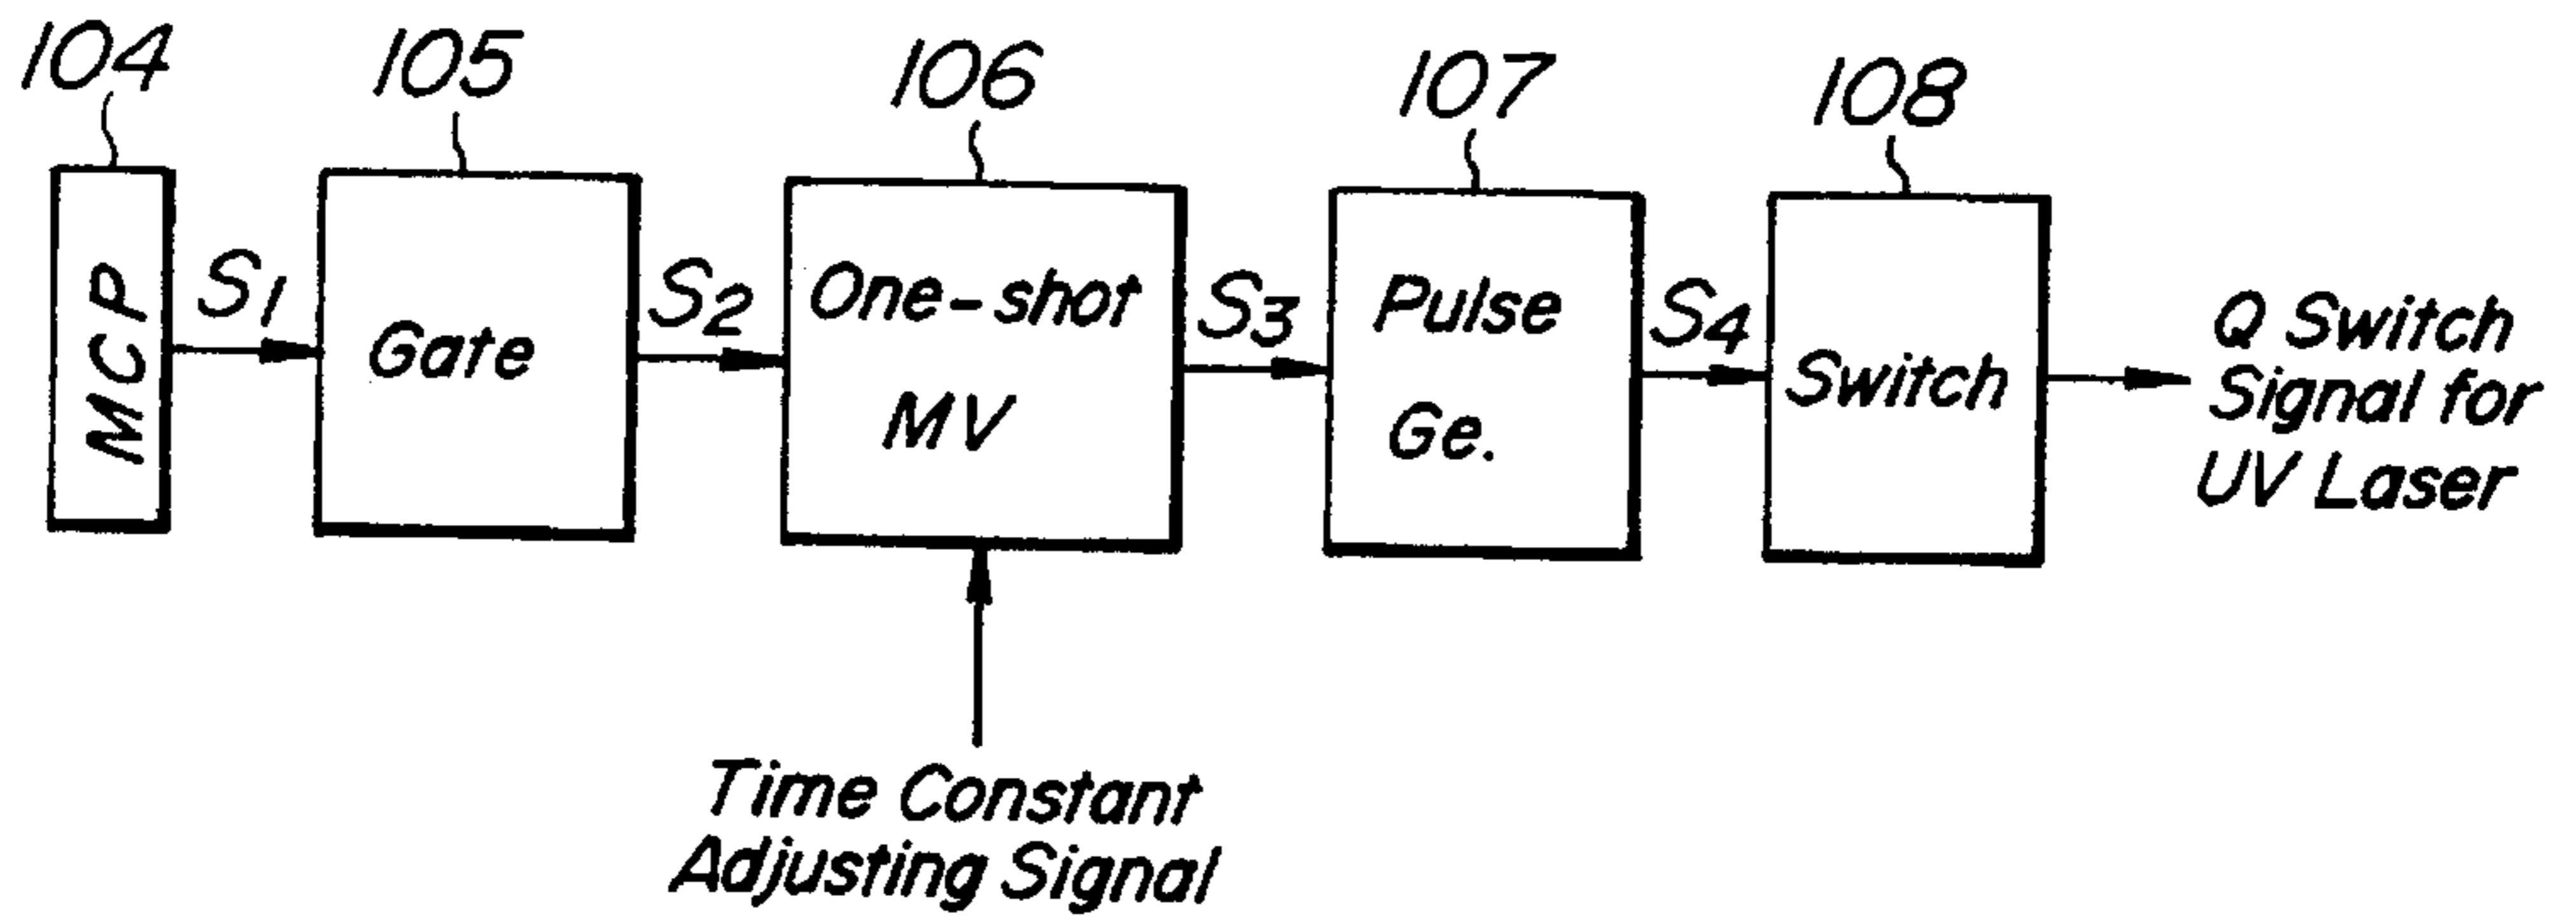 104
105
106
107
108
MCP
S1
Gate
S2
One-shot
MV
S3
Pulse
Ge.
S4
Switch
Q Switch
Signal for
UV Laser
Time Constant
Adjusting Signal